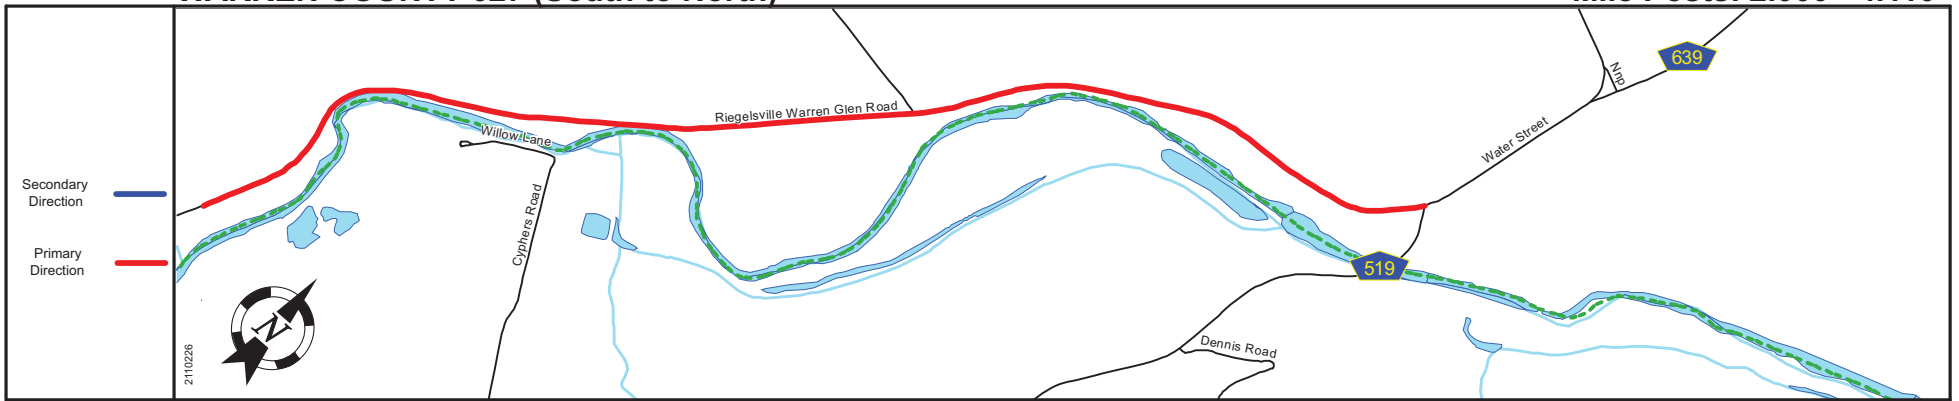 Secondary
Direction
Primary
Direction
Riegelsville Warren Glen Road
Willow Lane
Cyphers Road
Water Street
Nnp
639
519
Dennis Road
N
2110226